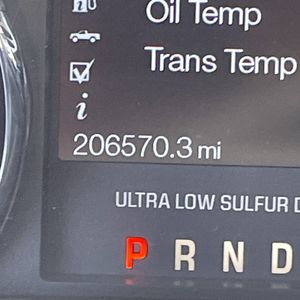 Oil Temp
Trans Temp
i
206570.3 mi
ULTRA LOW SULFUR
P R N D